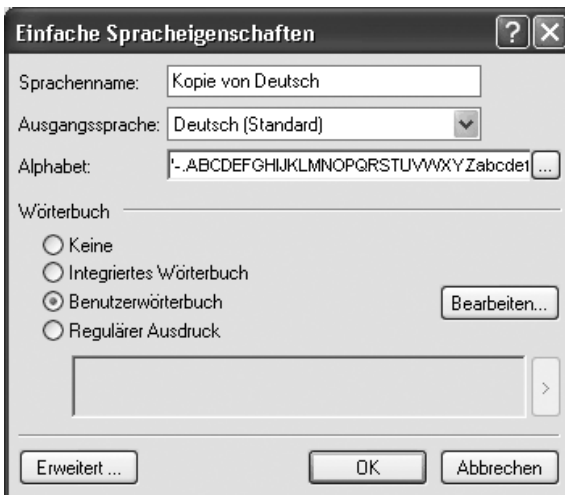 Einfache Spracheigenschaften
Sprachenname: Kopie von Deutsch
Ausgangssprache: Deutsch (Standard)
Alphabet: '-.ABCDEFGHIJKLMNOPQRSTUVWXYZabcdef ...
Wörterbuch
Keine
Integriertes Wörterbuch
Benutzerwörterbuch Bearbeiten...
Regulärer Ausdruck
>
Erweitert ... OK Abbrechen